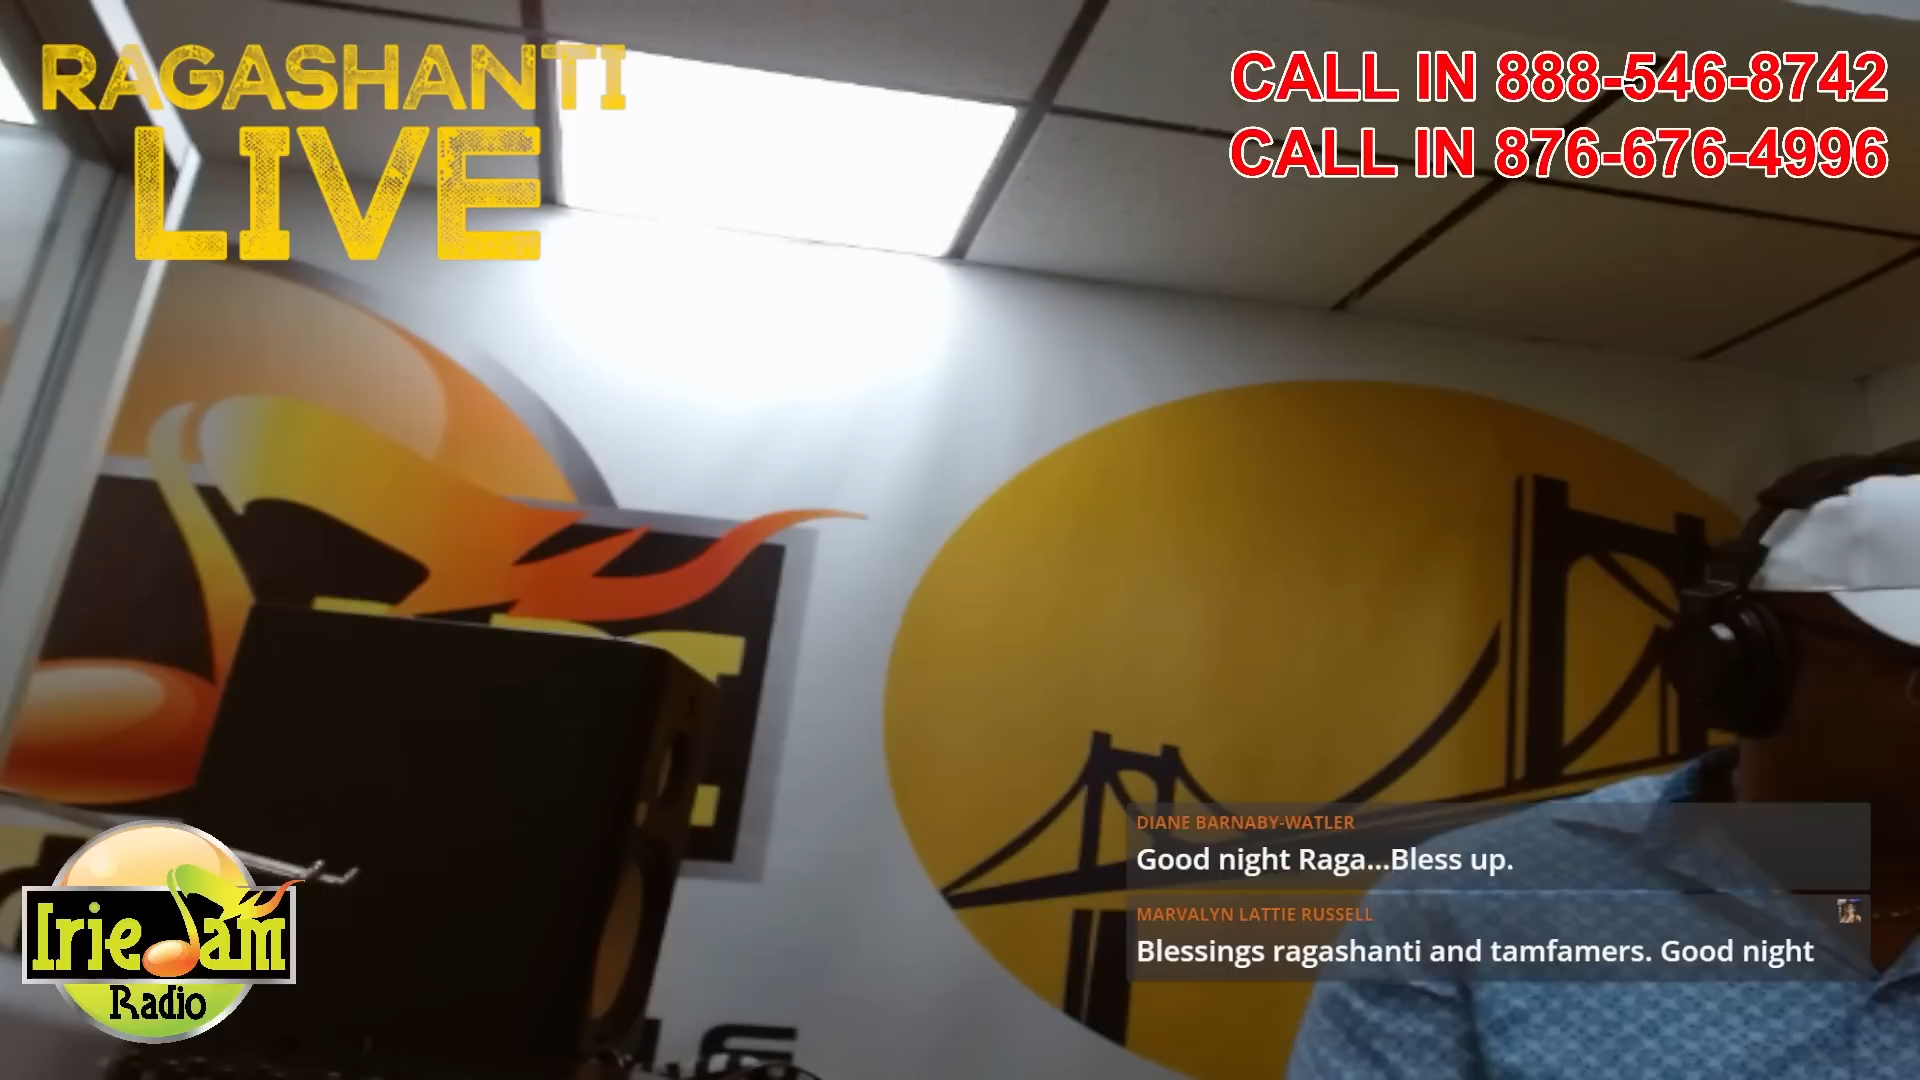 RAGASHANTI
LIVE
CALL IN 888-546-8742
CALL IN 876-676-4996
DIANE BARNABY-WATLER
Good night Raga...Bless up.
MARVALYN LATTIE RUSSELL
Blessings ragashanti and tamfamers. Good night
Irie Jam
Radio